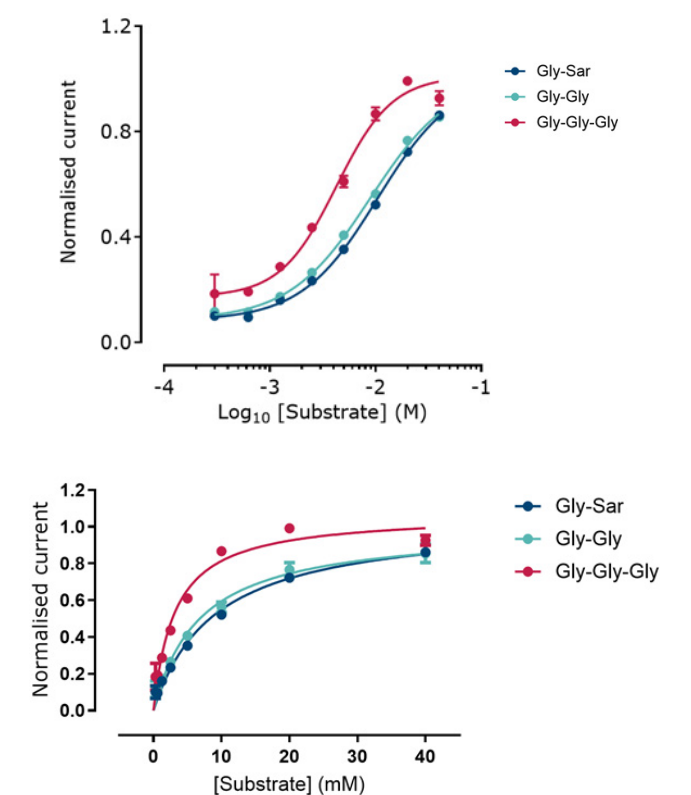 1.2
0.8
0.4
0.0
Normalised current
Gly-Sar
Gly-Gly
Gly-Gly-Gly
-4 -3 -2 -1
Log₁₀ [Substrate] (M)
1.2
1.0
0.8
0.6
0.4
0.2
0.0
Normalised current
Gly-Sar
Gly-Gly
Gly-Gly-Gly
0 10 20 30 40
[Substrate] (mM)